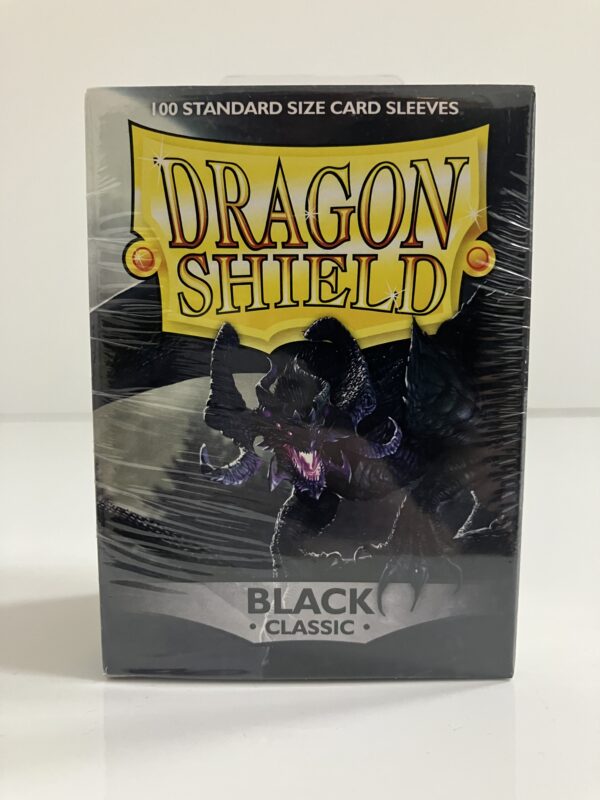 100 STANDARD SIZE CARD SLEEVES
DRAGON
SHIELD
BLACK
• CLASSIC •